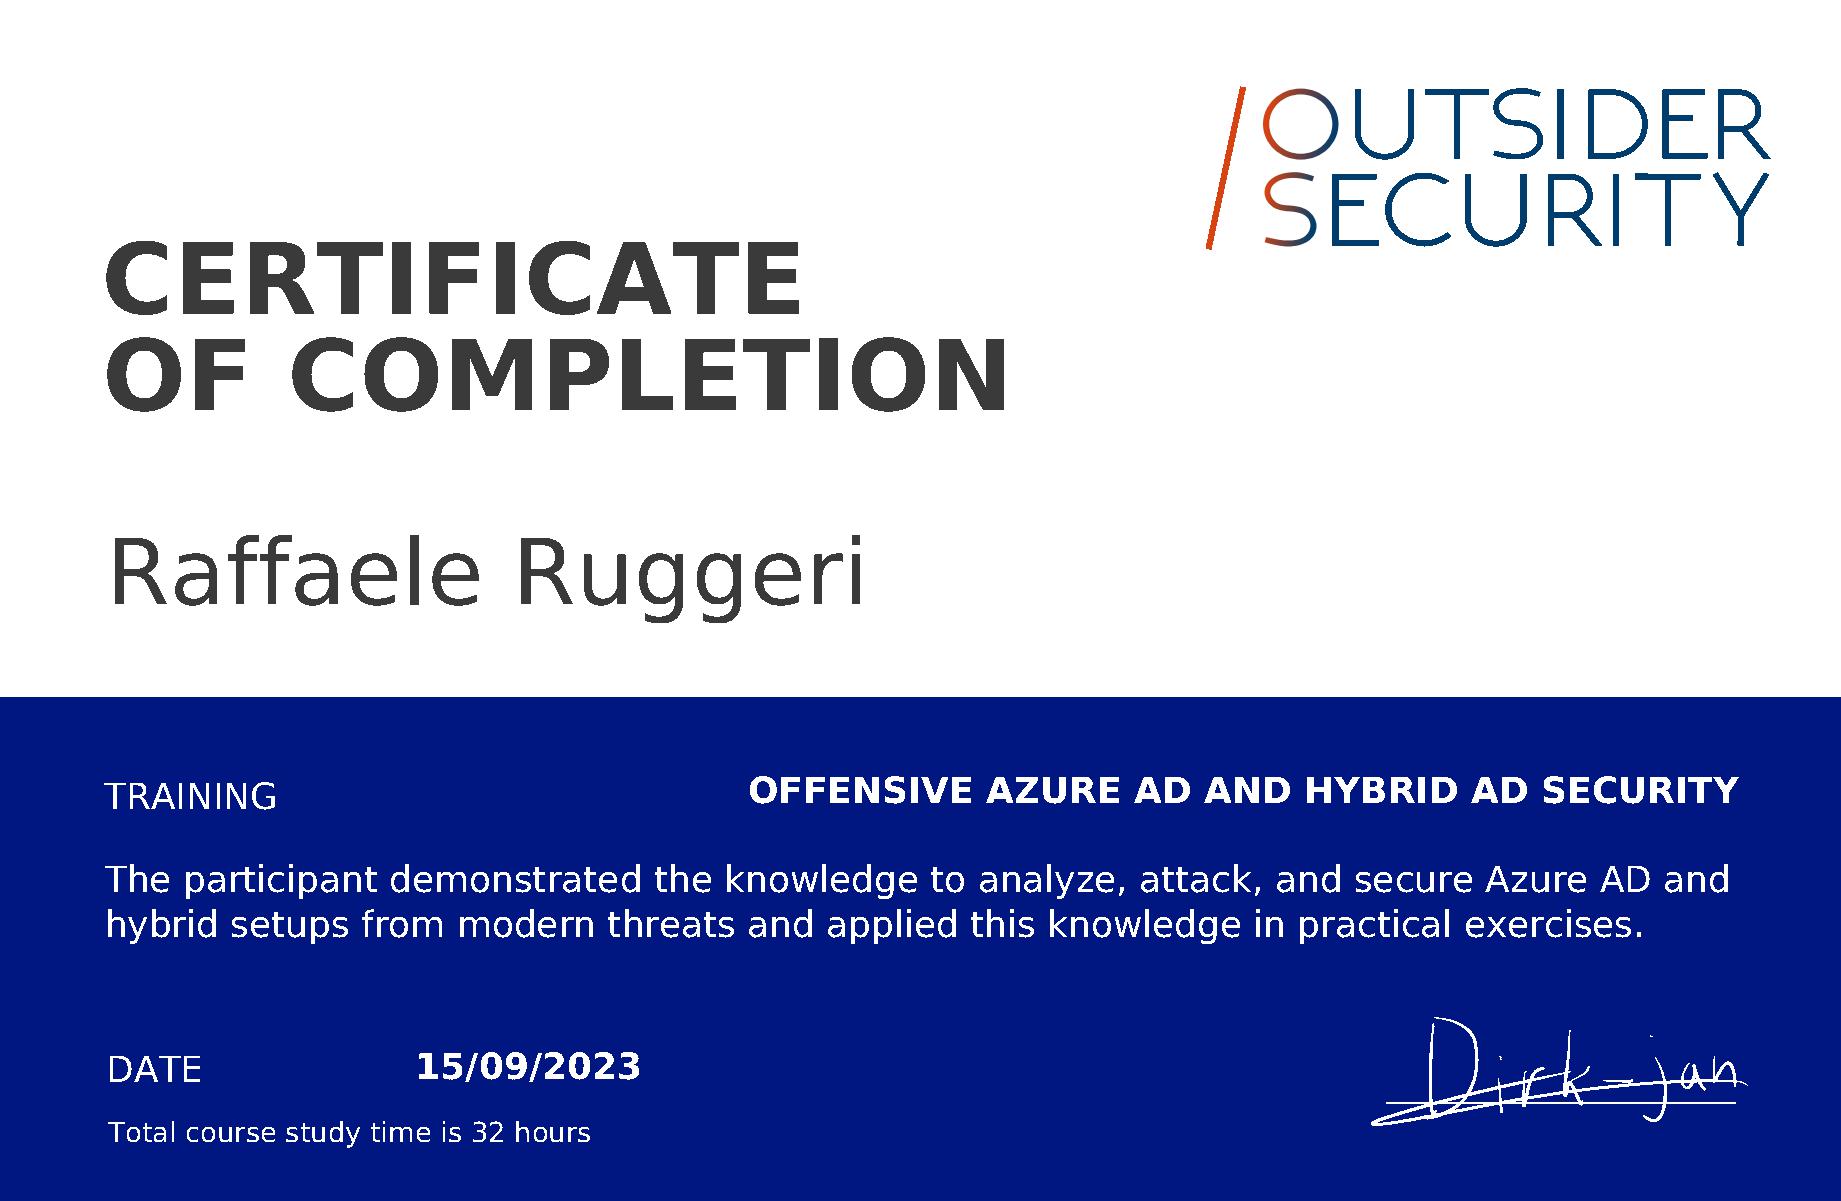 OUTSIDER
SECURITY
CERTIFICATE
OF COMPLETION
Raffaele Ruggeri
TRAINING
OFFENSIVE AZURE AD AND HYBRID AD SECURITY
The participant demonstrated the knowledge to analyze, attack, and secure Azure AD and
hybrid setups from modern threats and applied this knowledge in practical exercises.
DATE
15/09/2023
Dirk-jan
Total course study time is 32 hours